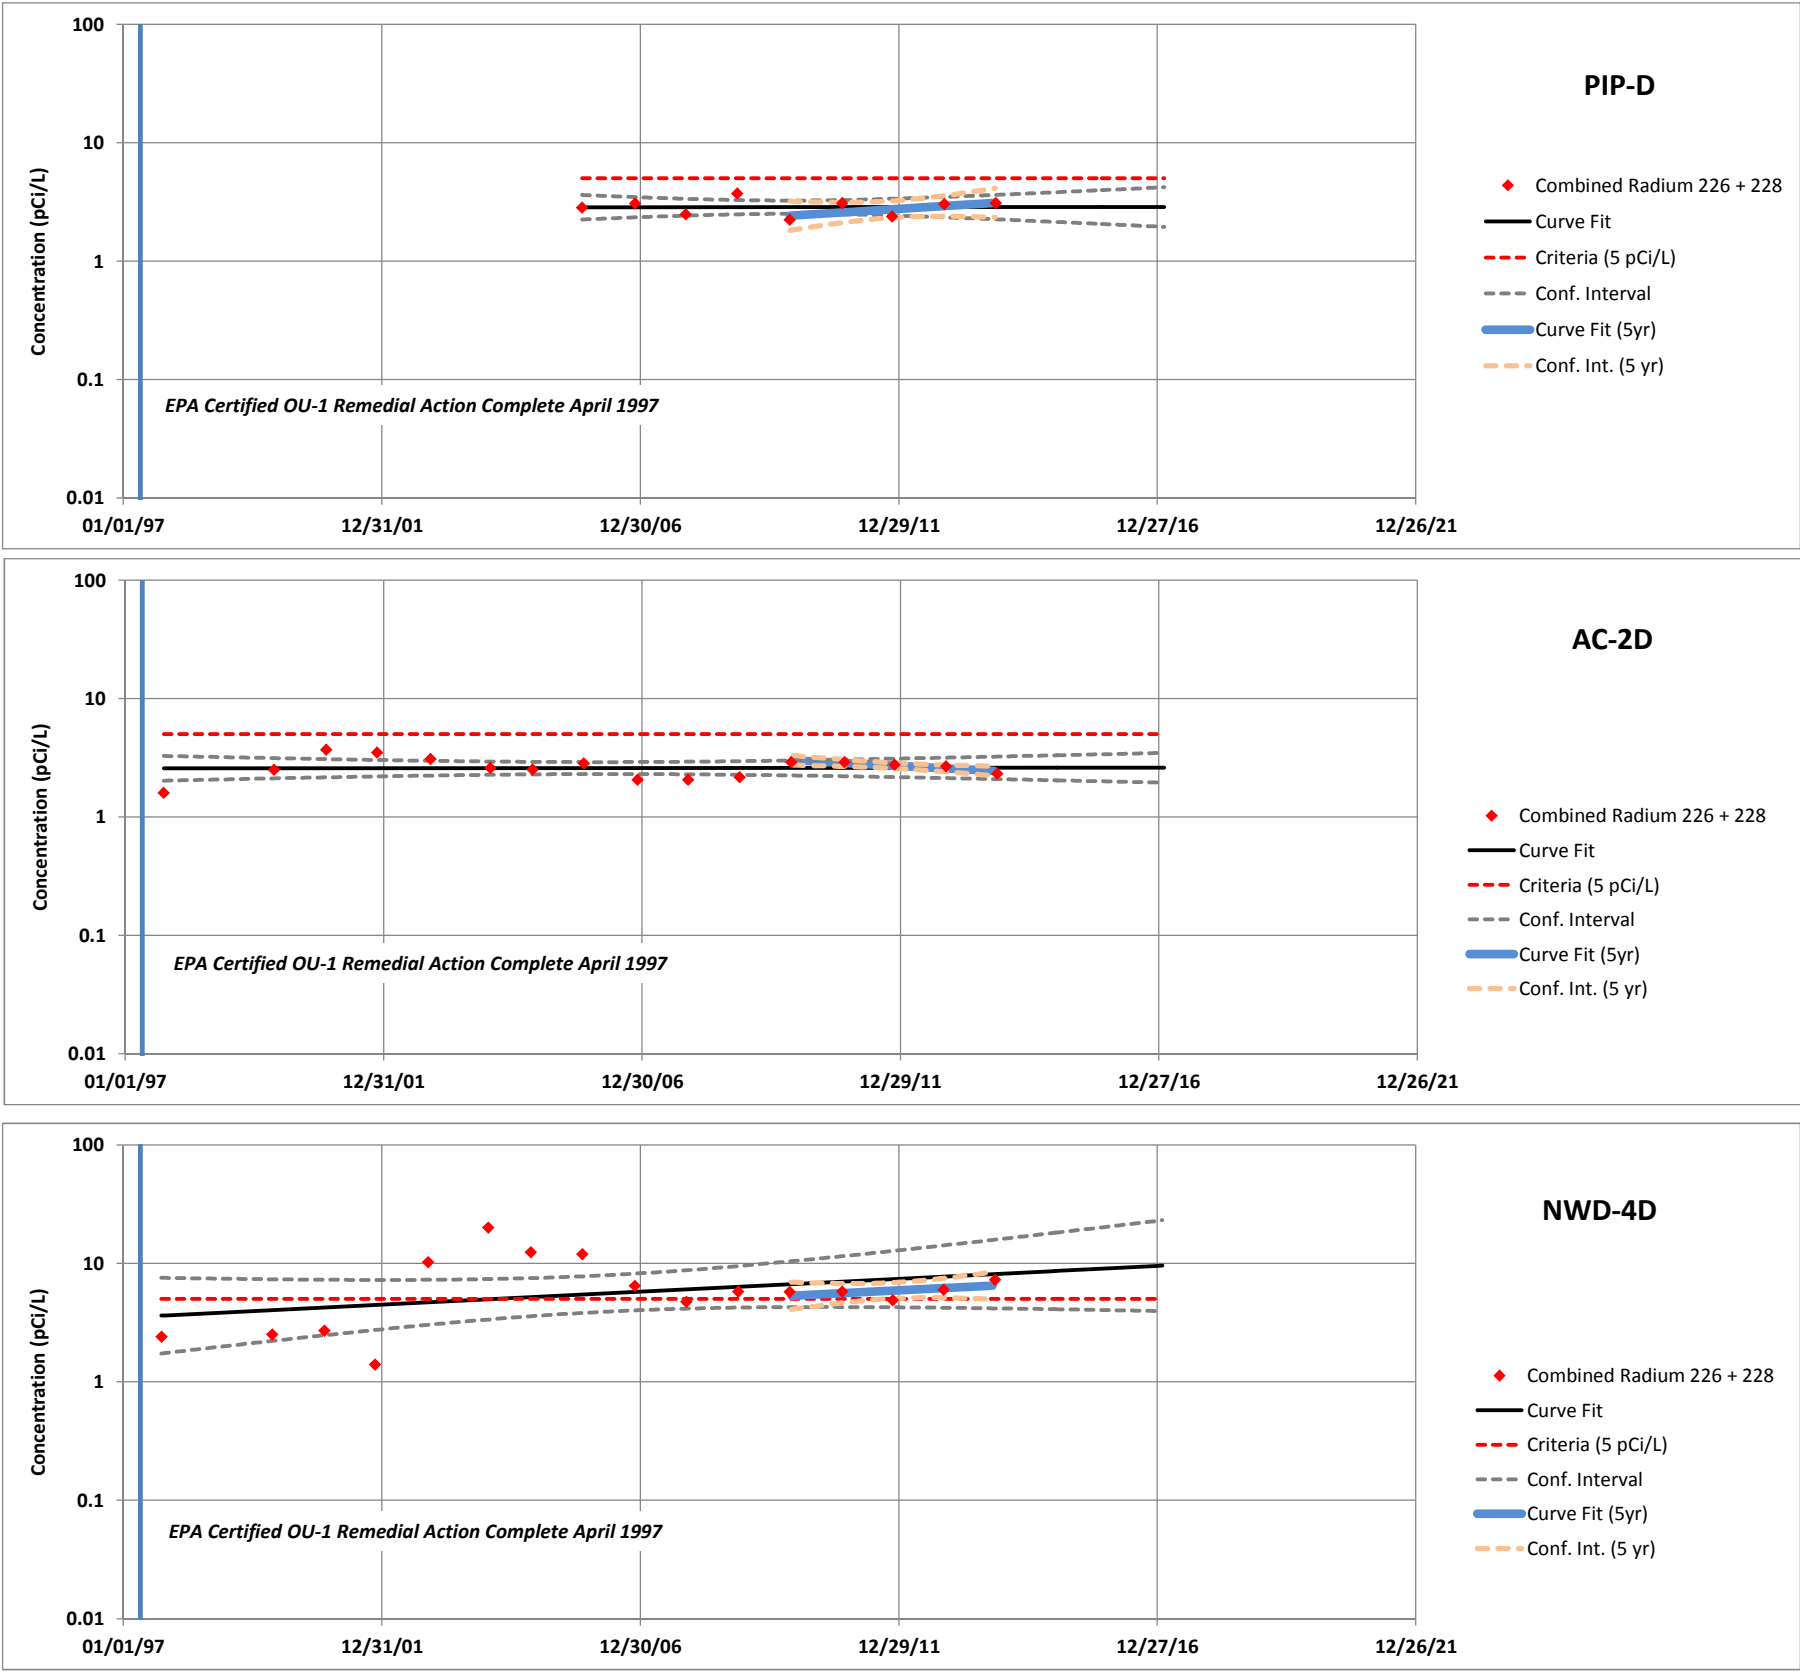 PIP-D
100
10
1
0.1
0.01
Concentration (pCi/L)
EPA Certified OU-1 Remedial Action Complete April 1997
01/01/97 12/31/01 12/30/06 12/29/11 12/27/16 12/26/21
Combined Radium 226 + 228
Curve Fit
Criteria (5 pCi/L)
Conf. Interval
Curve Fit (5yr)
Conf. Int. (5 yr)
AC-2D
100
10
1
0.1
0.01
Concentration (pCi/L)
EPA Certified OU-1 Remedial Action Complete April 1997
01/01/97 12/31/01 12/30/06 12/29/11 12/27/16 12/26/21
Combined Radium 226 + 228
Curve Fit
Criteria (5 pCi/L)
Conf. Interval
Curve Fit (5yr)
Conf. Int. (5 yr)
NWD-4D
100
10
1
0.1
0.01
Concentration (pCi/L)
EPA Certified OU-1 Remedial Action Complete April 1997
01/01/97 12/31/01 12/30/06 12/29/11 12/27/16 12/26/21
Combined Radium 226 + 228
Curve Fit
Criteria (5 pCi/L)
Conf. Interval
Curve Fit (5yr)
Conf. Int. (5 yr)